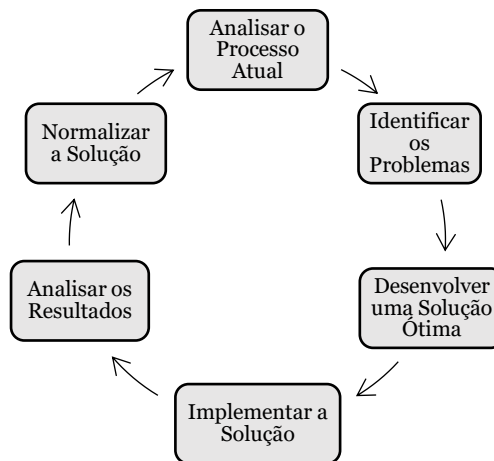 Analisar o
Processo
Atual
Identificar
os
Problemas
Desenvolver
uma Solução
Ótima
Implementar a
Solução
Analisar os
Resultados
Normalizar
a Solução